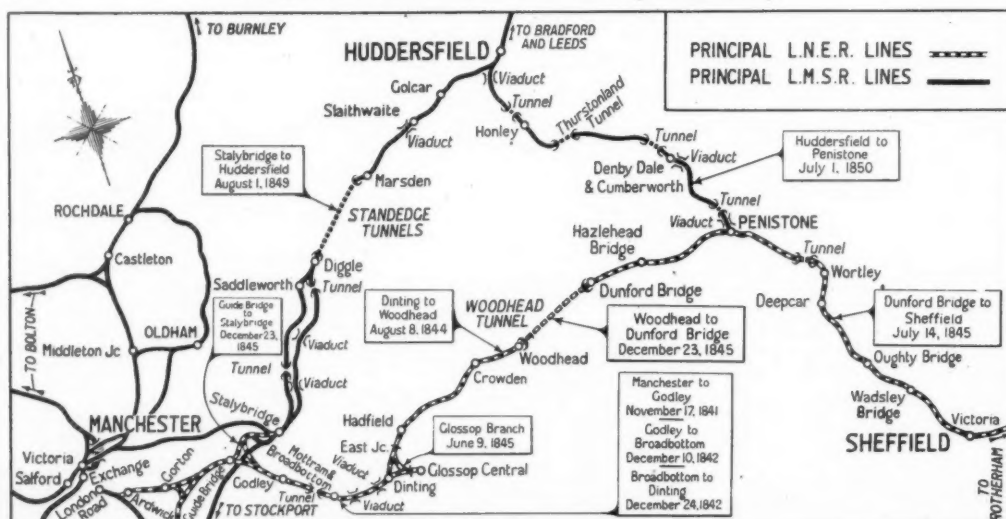 TO BURNLEY
HUDDERSFIELD
TO BRADFORD
AND LEEDS
PRINCIPAL L.N.E.R. LINES
PRINCIPAL L.M.S.R. LINES
Golcar
Slaithwaite
Viaduct
Viaduct
Tunnel
Honley
Thurstonland
Tunnel
Tunnel
Viaduct
Denby Dale
& Cumberworth
Huddersfield to
Penistone
July 1, 1850
Stalybridge to
Huddersfield
August 1, 1849
Marsden
STANDEDGE
TUNNELS
Tunnel
Viaduct
PENISTONE
ROCHDALE
Castleton
Hazlehead
Bridge
Tunnel
Wortley
Diggle
Saddleworth
Tunnel
Dunford Bridge
Deepcar
Guide Bridge
to
Stalybridge
December 23,
1845
Dinting to
Woodhead
August 8, 1844
WOODHEAD
TUNNEL
Woodhead to
Dunford Bridge
December 23, 1845
Dunford Bridge to
Sheffield
July 14, 1845
TO BOLTON
OLDHAM
Middleton Jc
Viaduct
Woodhead
Oughty Bridge
Tunnel
Viaduct
Crowden
Wadsley
Bridge
Stalybridge
MANCHESTER
Hadfield
East Jc.
Glossop Branch
June 9, 1845
Manchester to
Godley
November 17, 1841
Godley to
Broadbottom
December 10, 1842
Broadbottom to
Dinting
December 24, 1842
Victoria
SHEFFIELD
Victoria
Salford
Exchange
Gorton
Mottram &
Broadbottom
Viaduct
Glossop Central
London
Road
Ardwick
Guide Bridge
Godley
Tunnel
Dinting
Viaduct
TO STOCKPORT
TO
ROTHERHAM